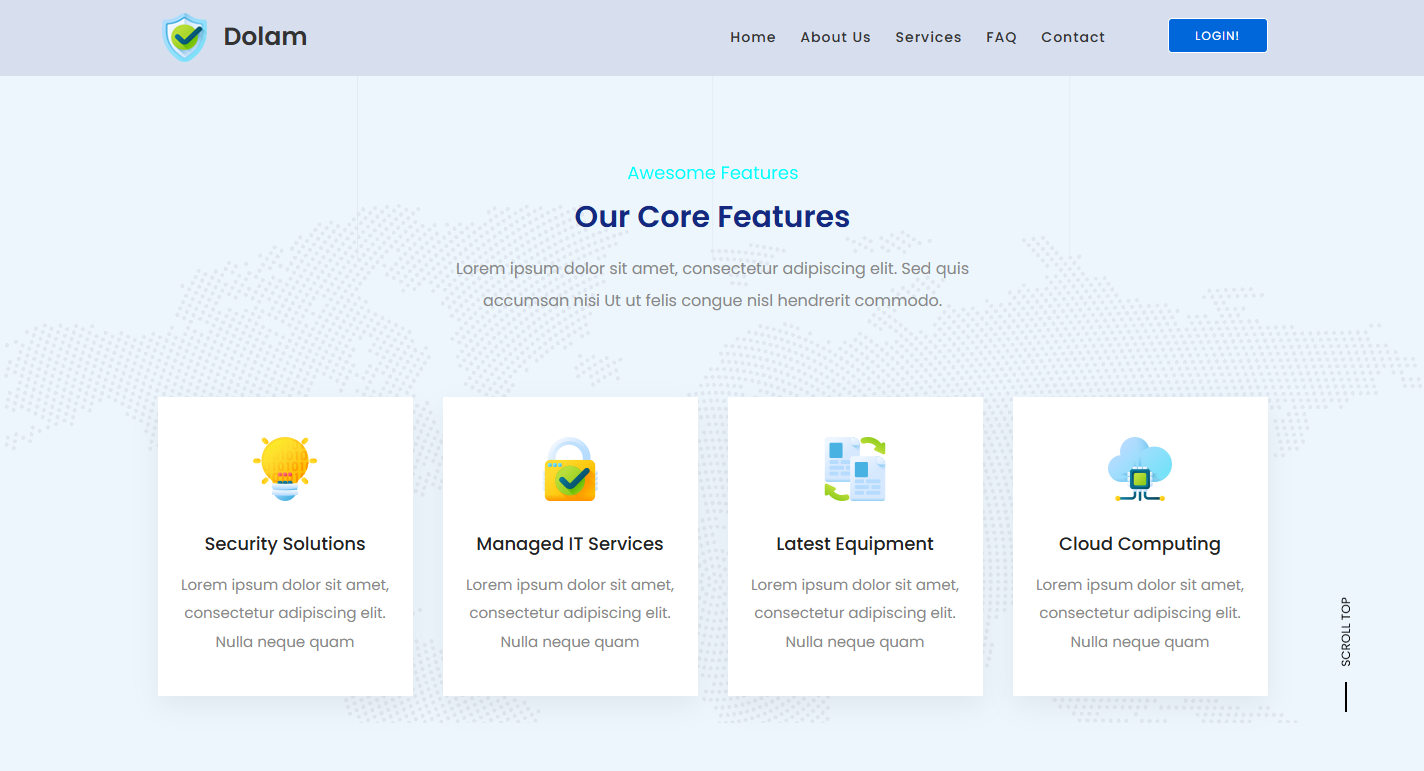 Dolam
Home About Us Services FAQ Contact
LOGIN!
Awesome Features
Our Core Features
Lorem ipsum dolor sit amet, consectetur adipiscing elit. Sed quis
accumsan nisi Ut ut felis congue nisl hendrerit commodo.
Security Solutions
Lorem ipsum dolor sit amet,
consectetur adipiscing elit.
Nulla neque quam
Managed IT Services
Lorem ipsum dolor sit amet,
consectetur adipiscing elit.
Nulla neque quam
Latest Equipment
Lorem ipsum dolor sit amet,
consectetur adipiscing elit.
Nulla neque quam
Cloud Computing
Lorem ipsum dolor sit amet,
consectetur adipiscing elit.
Nulla neque quam
SCROLL TOP